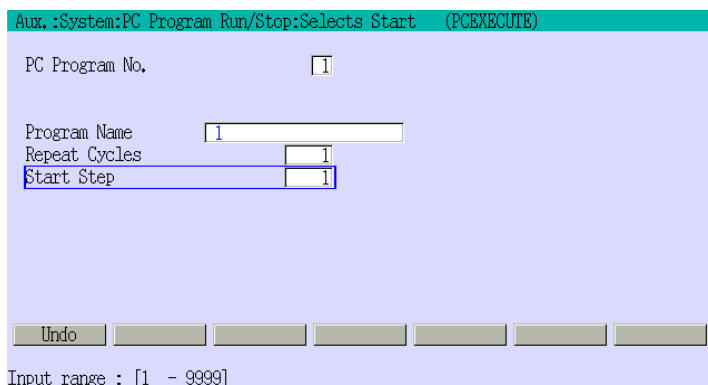 Aux.:System:PC Program Run/Stop:Selects Start (PCEXECUTE)
PC Program No. 1
Program Name 1
Repeat Cycles 1
Start Step 1
Undo
Input range : [1 - 9999]